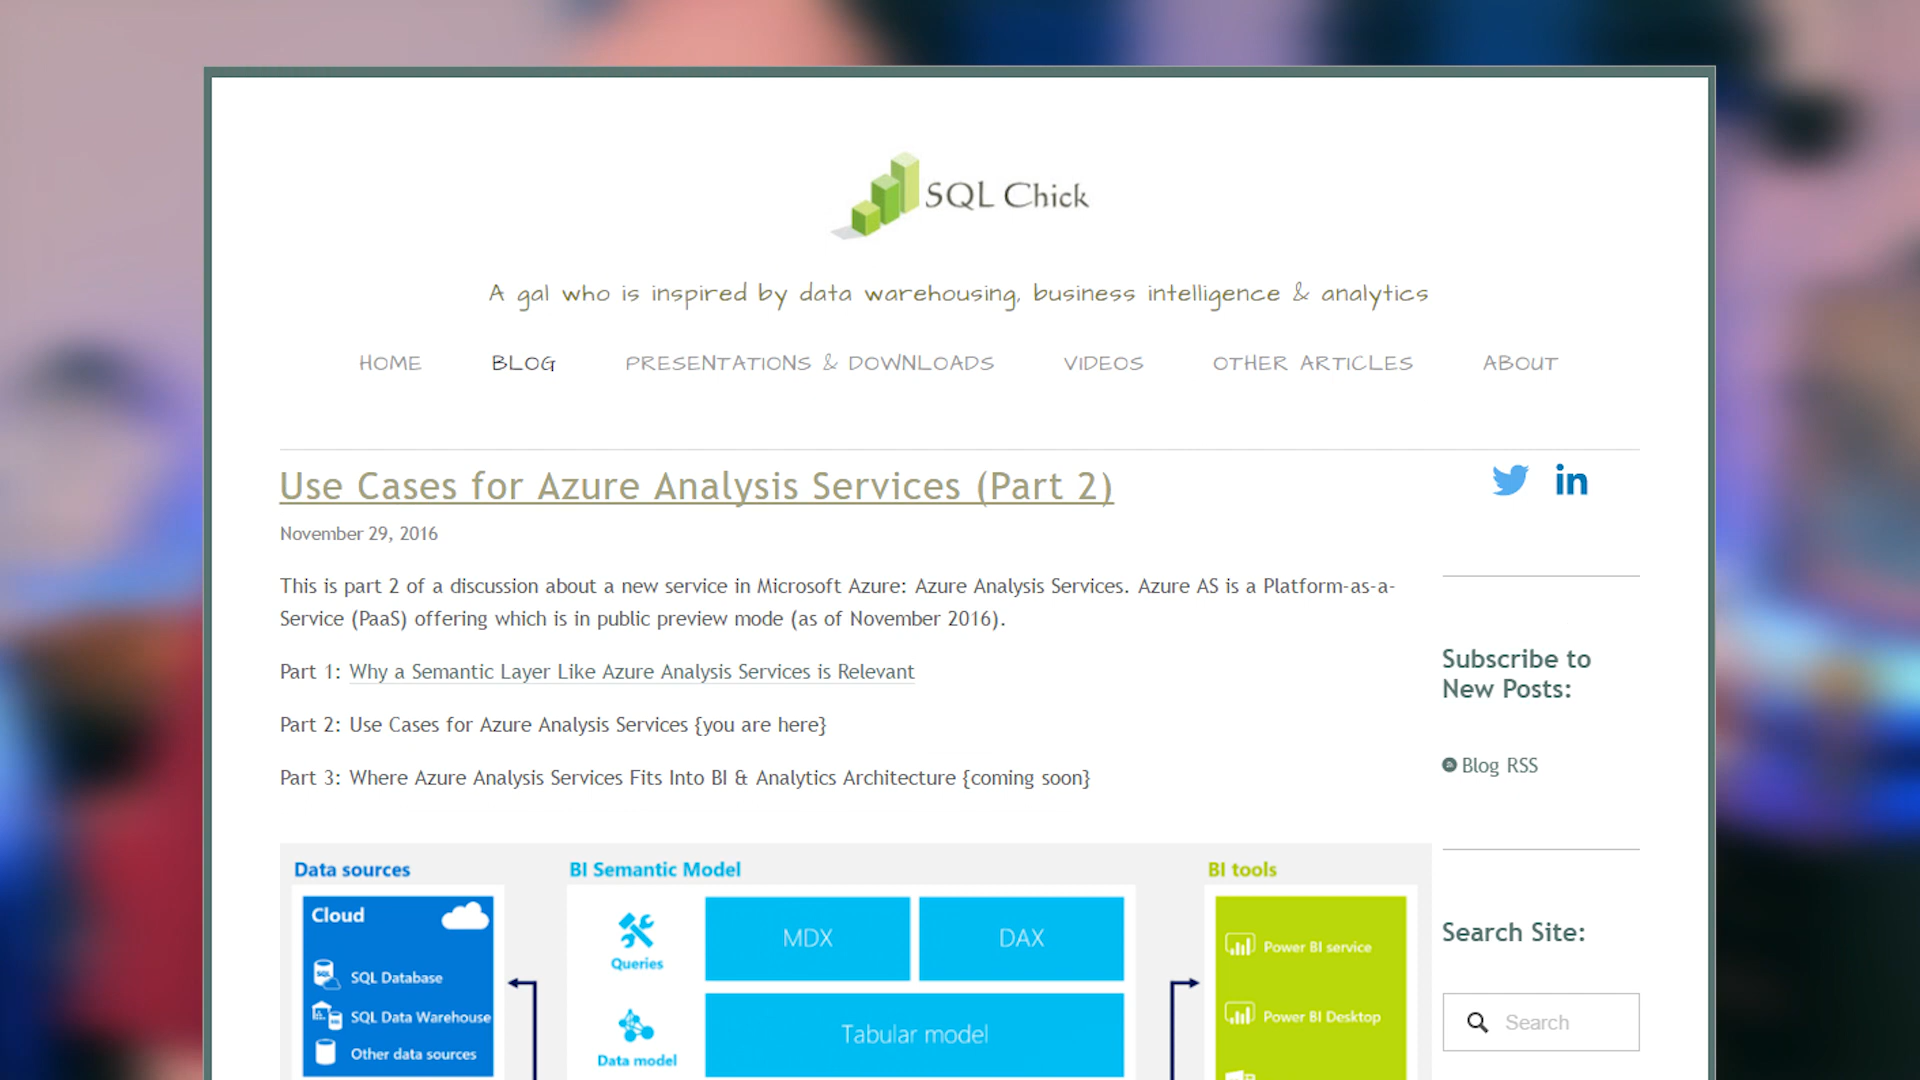 SQL Chick
A gal who is inspired by data warehousing, business intelligence & analytics
HOME BLOG PRESENTATIONS & DOWNLOADS VIDEOS OTHER ARTICLES ABOUT
Use Cases for Azure Analysis Services (Part 2)
November 29, 2016
This is part 2 of a discussion about a new service in Microsoft Azure: Azure Analysis Services. Azure AS is a Platform-as-a-
Service (PaaS) offering which is in public preview mode (as of November 2016).
Part 1: Why a Semantic Layer Like Azure Analysis Services is Relevant
Part 2: Use Cases for Azure Analysis Services {you are here}
Part 3: Where Azure Analysis Services Fits Into BI & Analytics Architecture {coming soon}
Data sources
Cloud
SQL
SQL Database
SQL Data Warehouse
Other data sources
BI Semantic Model
Queries
MDX
DAX
Data model
Tabular model
BI tools
Power BI service
Power BI Desktop
in
Subscribe to
New Posts:
Blog RSS
Search Site:
Search